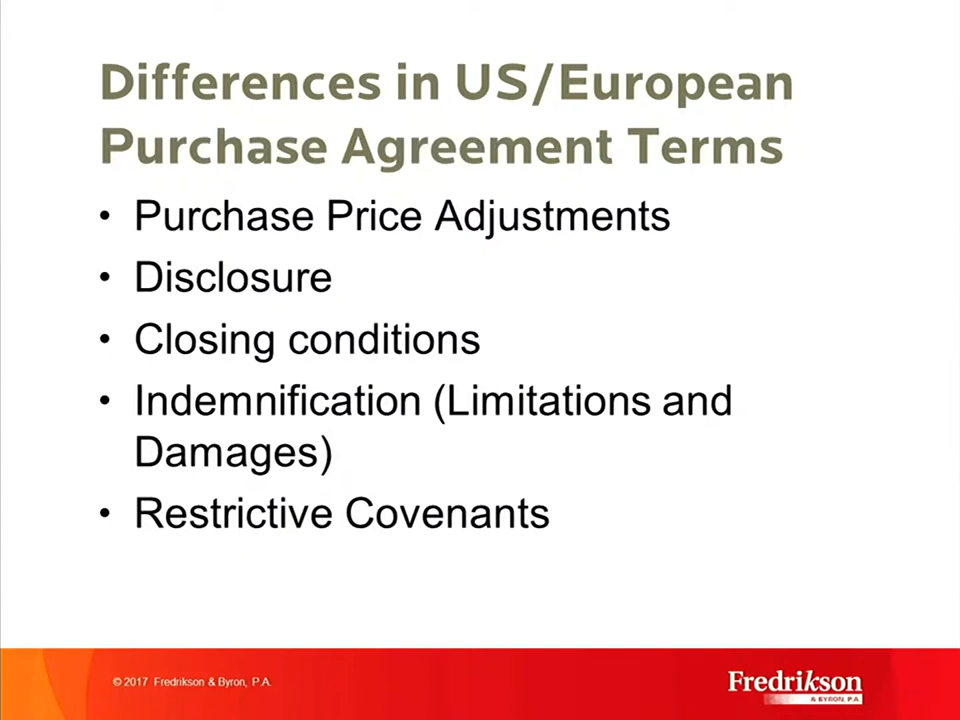 Differences in US/European
Purchase Agreement Terms
• Purchase Price Adjustments
• Disclosure
• Closing conditions
• Indemnification (Limitations and
Damages)
• Restrictive Covenants
© 2017 Fredrikson & Byron, P.A.
Fredrikson
& BYRON, P.A.